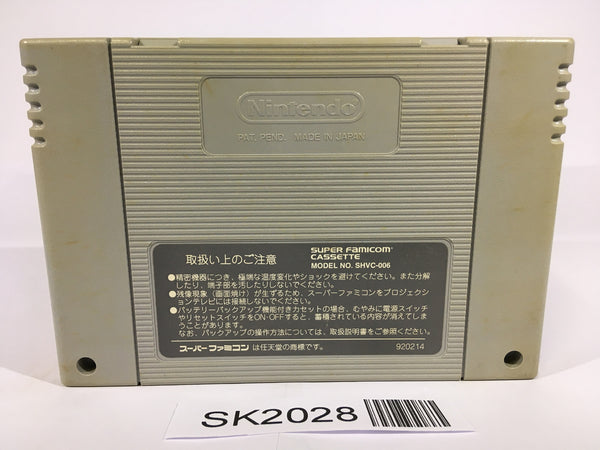 Nintendo
PAT. PEND. MADE IN JAPAN
取扱い上のご注意
SUPER FAMICOM
CASSETTE
MODEL NO. SHVC-006
●精密機器につき、極端な温度変化やショックを避けてください。また分解
したり、端子部を汚したりしないでください。
●残像現象（画面焼け）が生ずるため、スーパーファミコンをプロジェクシ
ョンテレビには接続しないでください。
●バッテリーバックアップ機能付きカセットの場合、むやみに電源スイッチ
やリセットスイッチをON・OFFすると、蓄積されている内容が消えてしま
うことがあります。
なお、バックアップの操作方法については、取扱説明書をご参照ください。
スーパーファミコン は任天堂の商標です。
920214
SK2028